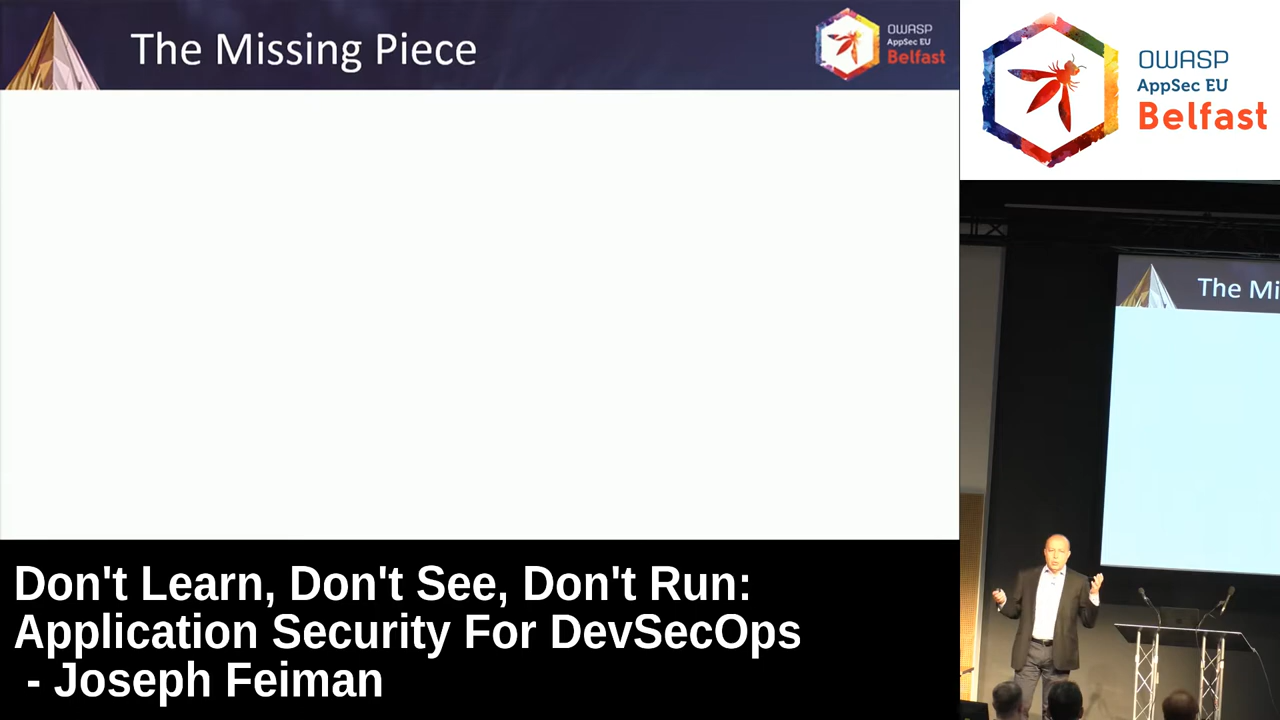 The Missing Piece
OWASP
AppSec EU
Belfast
OWASP
AppSec EU
Belfast
The Mi
Don't Learn, Don't See, Don't Run:
Application Security For DevSecOps
- Joseph Feiman